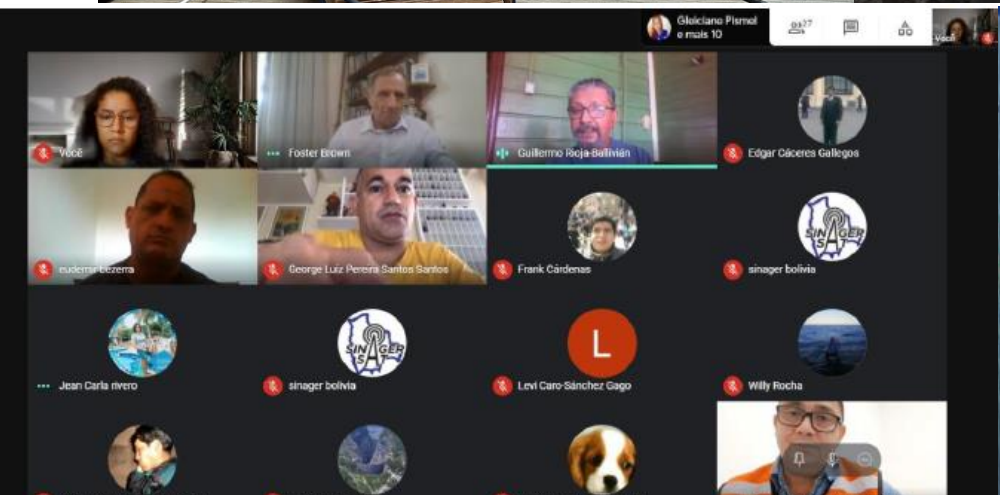 Gleiciane Pismel
e mais 10
27
Você
Você
Foster Brown
Guillermo Rioja-Ballivián
Edgar Cáceres Gallegos
eudemir bezerra
George Luiz Pereira Santos Santos
Frank Cárdenas
SINAGER
SAT
sinager bolivia
Jean Carla rivero
SINAGER
SAT
sinager bolivia
L
Levi Caro-Sánchez Gago
Willy Rocha